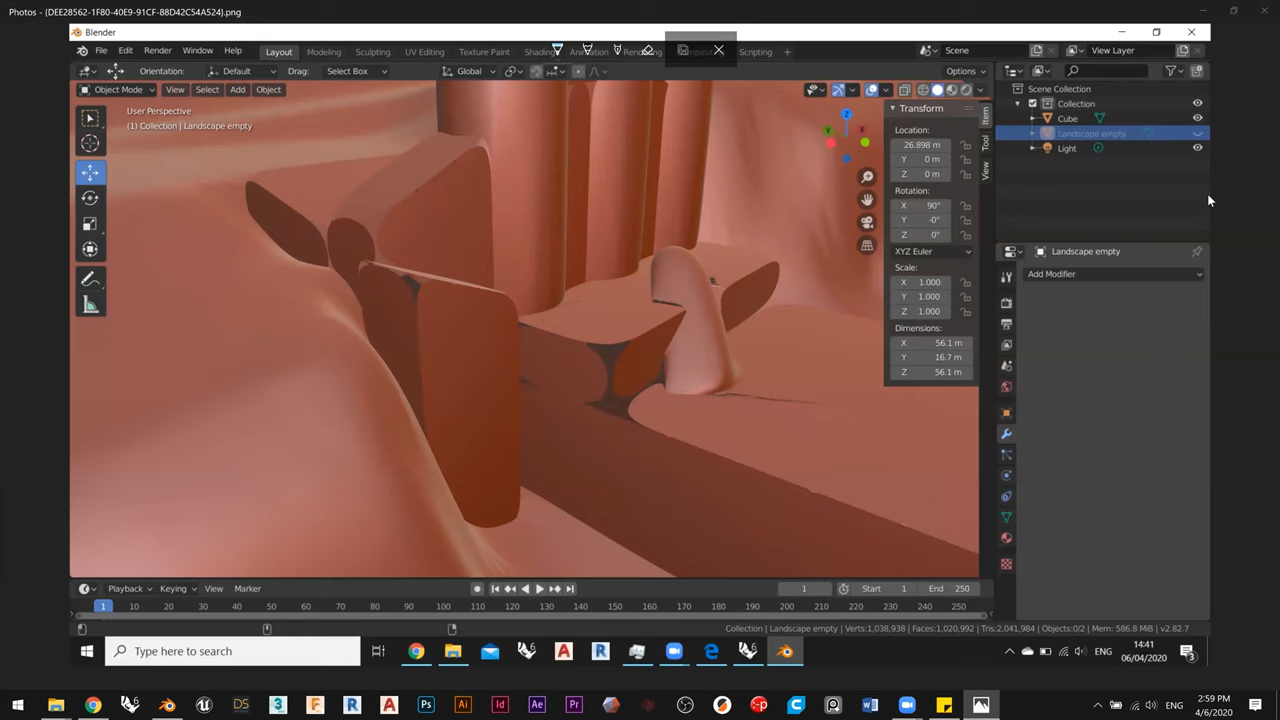 Photos - {DEE28562-1F80-40E9-91CF-88D42C54A524}.png
Blender
File Edit Render Window Help Layout Modeling Sculpting UV Editing Texture Paint Scripting Scene View Layer
Orientation: Default Drag: Select Box Global Options
Object Mode View Select Add Object
User Perspective
(1) Collection | Landscape empty
Transform
Location:
26.898 m
Y 0 m
Z 0 m
Rotation:
X 90°
Y -0°
Z 0°
XYZ Euler
Scale:
X 1.000
Y 1.000
Z 1.000
Dimensions:
X 56.1 m
Y 16.7 m
Z 56.1 m
Item
Tool
View
Scene Collection
Collection
Cube
Landscape empty
Light
Landscape empty
Add Modifier
Playback Keying View Marker 1 Start 1 End 250
1 10 20 30 40 50 60 70 80 90 100 110 120 130 140 150 160 170 180 190 200 210 220 230 240 250
Collection | Landscape empty | Verts:1,038,938 | Faces:1,020,992 | Tris:2,041,984 | Objects:0/2 | Mem: 586.8 MiB | v2.82.7
Type here to search
ENG
14:41
06/04/2020
3
ENG
2:59 PM
4/6/2020